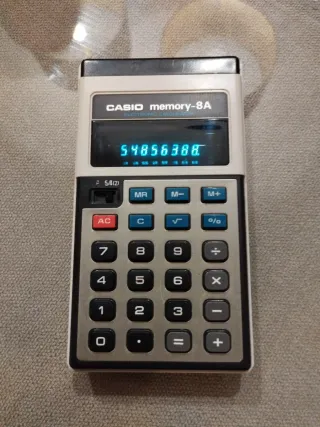 CASIO memory-8A
54856388.
MR M− M+
AC C √ %
7 8 9 ÷
4 5 6 ×
1 2 3 −
0 · = +